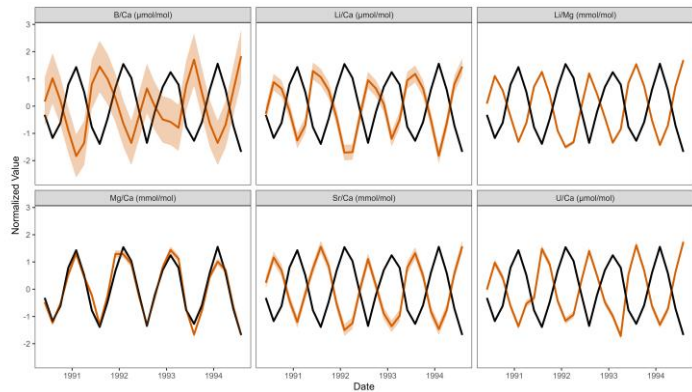 B/Ca (μmol/mol)
Li/Ca (μmol/mol)
Li/Mg (mmol/mol)
3
2
1
0
-1
-2
Normalized Value
Mg/Ca (mmol/mol)
Sr/Ca (mmol/mol)
U/Ca (μmol/mol)
3
2
1
0
-1
-2
1991 1992 1993 1994
1991 1992 1993 1994
1991 1992 1993 1994
Date